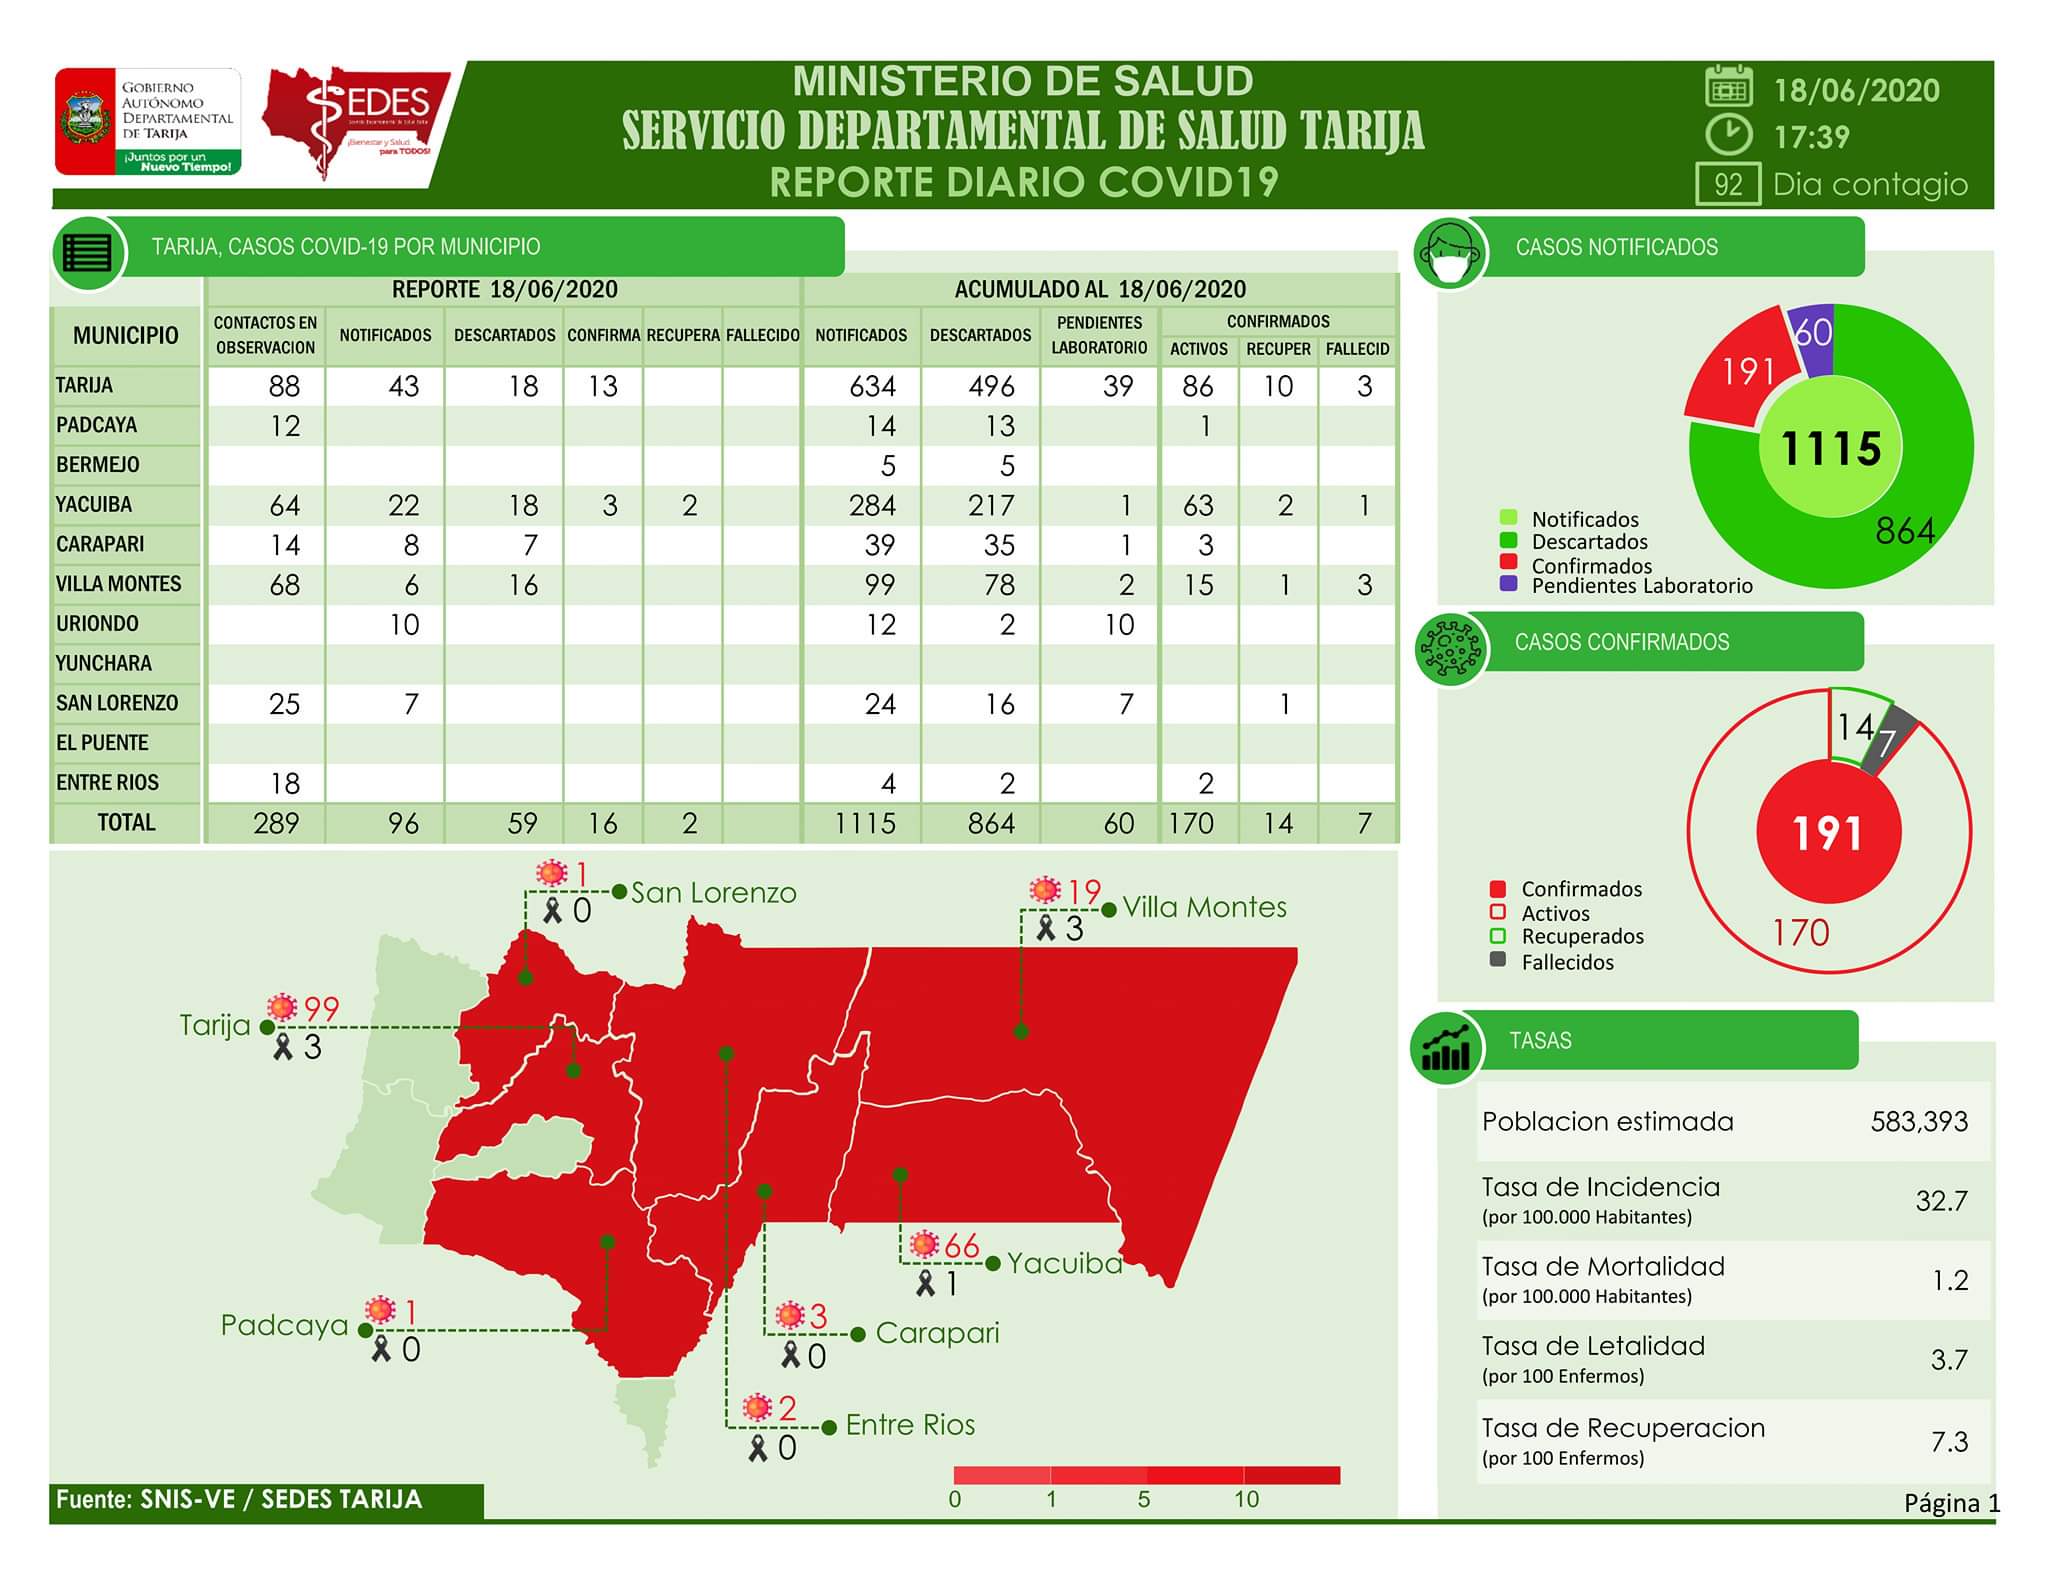 GOBIERNO
AUTÓNOMO
DEPARTAMENTAL
DE TARIJA
¡Juntos por un
Nuevo Tiempo!
SEDES
¡Bienestar y Salud
para TODOS!
MINISTERIO DE SALUD
SERVICIO DEPARTAMENTAL DE SALUD TARIJA
REPORTE DIARIO COVID19
18/06/2020
17:39
92 Dia contagio
TARIJA, CASOS COVID-19 POR MUNICIPIO
REPORTE 18/06/2020 ACUMULADO AL 18/06/2020
MUNICIPIO CONTACTOS EN OBSERVACION NOTIFICADOS DESCARTADOS CONFIRMA RECUPERA FALLECIDO NOTIFICADOS DESCARTADOS PENDIENTES LABORATORIO CONFIRMADOS
ACTIVOS RECUPER FALLECID
TARIJA 88 43 18 13 634 496 39 86 10 3
PADCAYA 12 14 13 1
BERMEJO 5 5
YACUIBA 64 22 18 3 2 284 217 1 63 2 1
CARAPARI 14 8 7 39 35 1 3
VILLA MONTES 68 6 16 99 78 2 15 1 3
URIONDO 10 12 2 10
YUNCHARA
SAN LORENZO 25 7 24 16 7 1
EL PUENTE
ENTRE RIOS 18 4 2 2
TOTAL 289 96 59 16 2 1115 864 60 170 14 7
1
San Lorenzo
0
19
Villa Montes
3
99
Tarija
3
66
Yacuiba
1
1
Padcaya
0
3
Carapari
0
2
Entre Rios
0
0 1 5 10
Fuente: SNIS-VE / SEDES TARIJA
CASOS NOTIFICADOS
60
191
1115
864
Notificados
Descartados
Confirmados
Pendientes Laboratorio
CASOS CONFIRMADOS
14
7
191
170
Confirmados
Activos
Recuperados
Fallecidos
TASAS
Poblacion estimada 583,393
Tasa de Incidencia 32.7
(por 100.000 Habitantes)
Tasa de Mortalidad 1.2
(por 100.000 Habitantes)
Tasa de Letalidad 3.7
(por 100 Enfermos)
Tasa de Recuperacion 7.3
(por 100 Enfermos)
Página 1